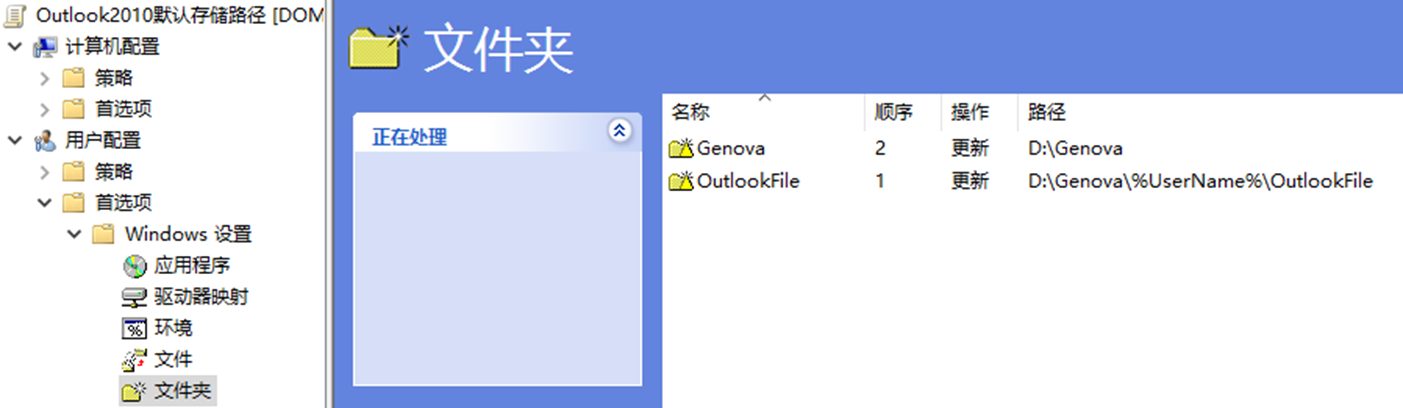 Outlook2010默认存储路径 [DOM
计算机配置
策略
首选项
用户配置
策略
首选项
Windows 设置
应用程序
驱动器映射
环境
文件
文件夹
文件夹
正在处理
名称 顺序 操作 路径
Genova 2 更新 D:\Genova
OutlookFile 1 更新 D:\Genova\%UserName%\OutlookFile